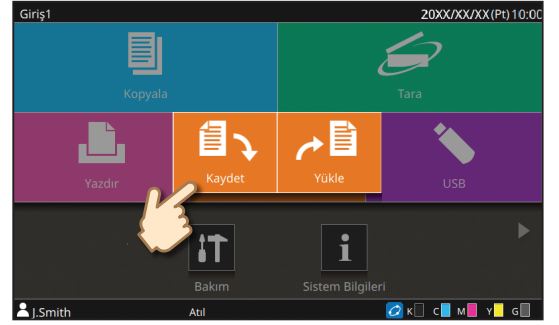 Giriş1 20XX/XX/XX(Pt)10:00
Kopyala Tara
Yazdır Kaydet Yükle USB
Bakım Sistem Bilgileri
J.Smith Atıl K C M Y G